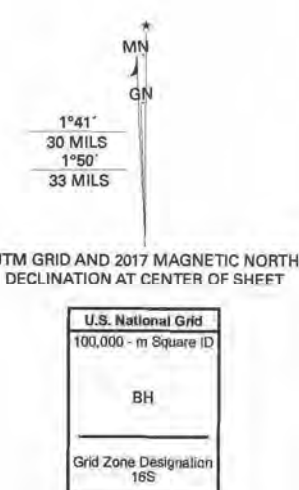 MN
GN
1°41´
30 MILS
1°50´
33 MILS
UTM GRID AND 2017 MAGNETIC NORTH
DECLINATION AT CENTER OF SHEET
U.S. National Grid
100,000 - m Square ID
BH
Grid Zone Designation
16S